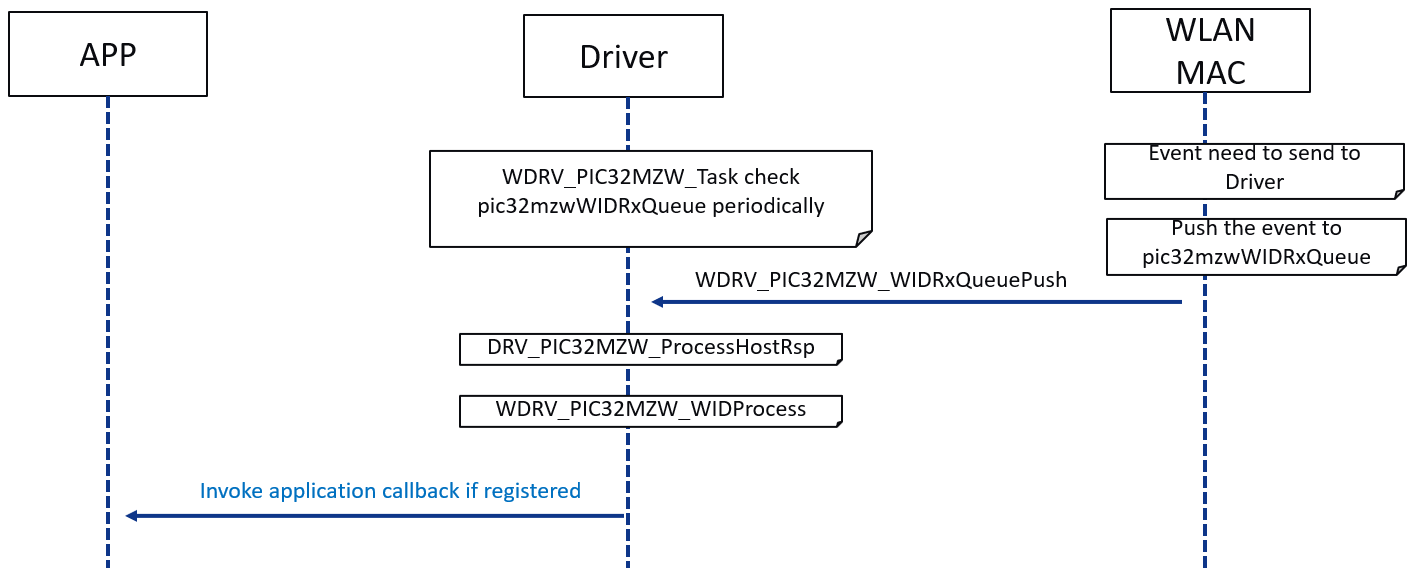 APP
Driver
WLAN
MAC
Event need to send to
Driver
WDRV_PIC32MZW_Task check
pic32mzwWIDRxQueue periodically
Push the event to
pic32mzwWIDRxQueue
WDRV_PIC32MZW_WIDRxQueuePush
DRV_PIC32MZW_ProcessHostRsp
WDRV_PIC32MZW_WIDProcess
Invoke application callback if registered